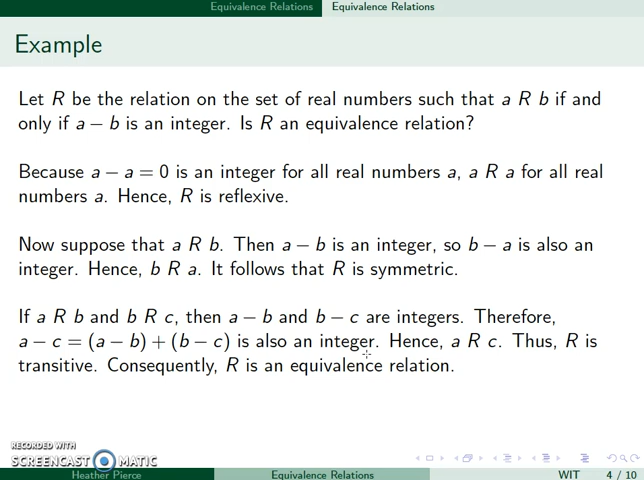 Equivalence Relations Equivalence Relations
Example
Let R be the relation on the set of real numbers such that a R b if and
only if a − b is an integer. Is R an equivalence relation?
Because a − a = 0 is an integer for all real numbers a, a R a for all real
numbers a. Hence, R is reflexive.
Now suppose that a R b. Then a − b is an integer, so b − a is also an
integer. Hence, b R a. It follows that R is symmetric.
If a R b and b R c, then a − b and b − c are integers. Therefore,
a − c = (a − b) + (b − c) is also an integer. Hence, a R c. Thus, R is
transitive. Consequently, R is an equivalence relation.
RECORDED WITH
SCREENCAST MATIC
Heather Pierce Equivalence Relations WIT 4 / 10